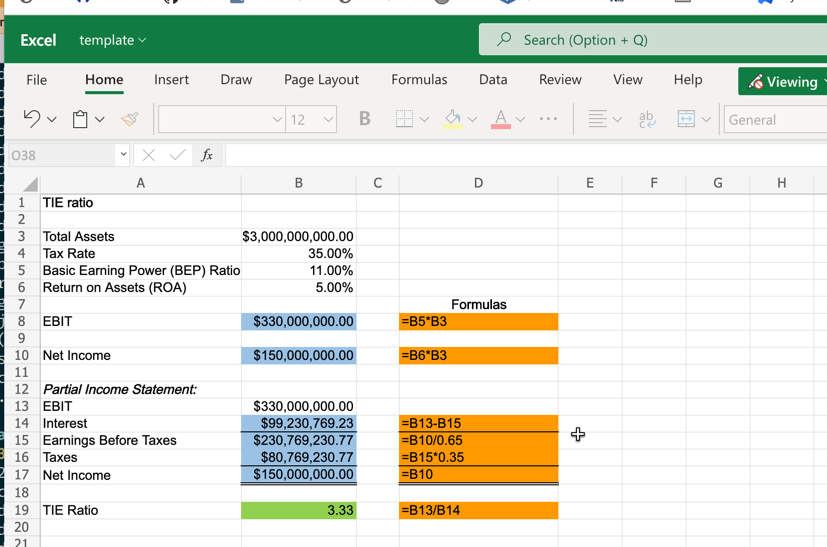 Excel template Search (Option + Q)
File Home Insert Draw Page Layout Formulas Data Review View Help Viewing
12 B A ab General
O38 fx
A B C D E F G H
1 TIE ratio
2
3 Total Assets $3,000,000,000.00
4 Tax Rate 35.00%
5 Basic Earning Power (BEP) Ratio 11.00%
6 Return on Assets (ROA) 5.00%
7 Formulas
8 EBIT $330,000,000.00 =B5*B3
9
10 Net Income $150,000,000.00 =B6*B3
11
12 Partial Income Statement:
13 EBIT $330,000,000.00
14 Interest $99,230,769.23 =B13-B15
15 Earnings Before Taxes $230,769,230.77 =B10/0.65
16 Taxes $80,769,230.77 =B15*0.35
17 Net Income $150,000,000.00 =B10
18
19 TIE Ratio 3.33 =B13/B14
20
21